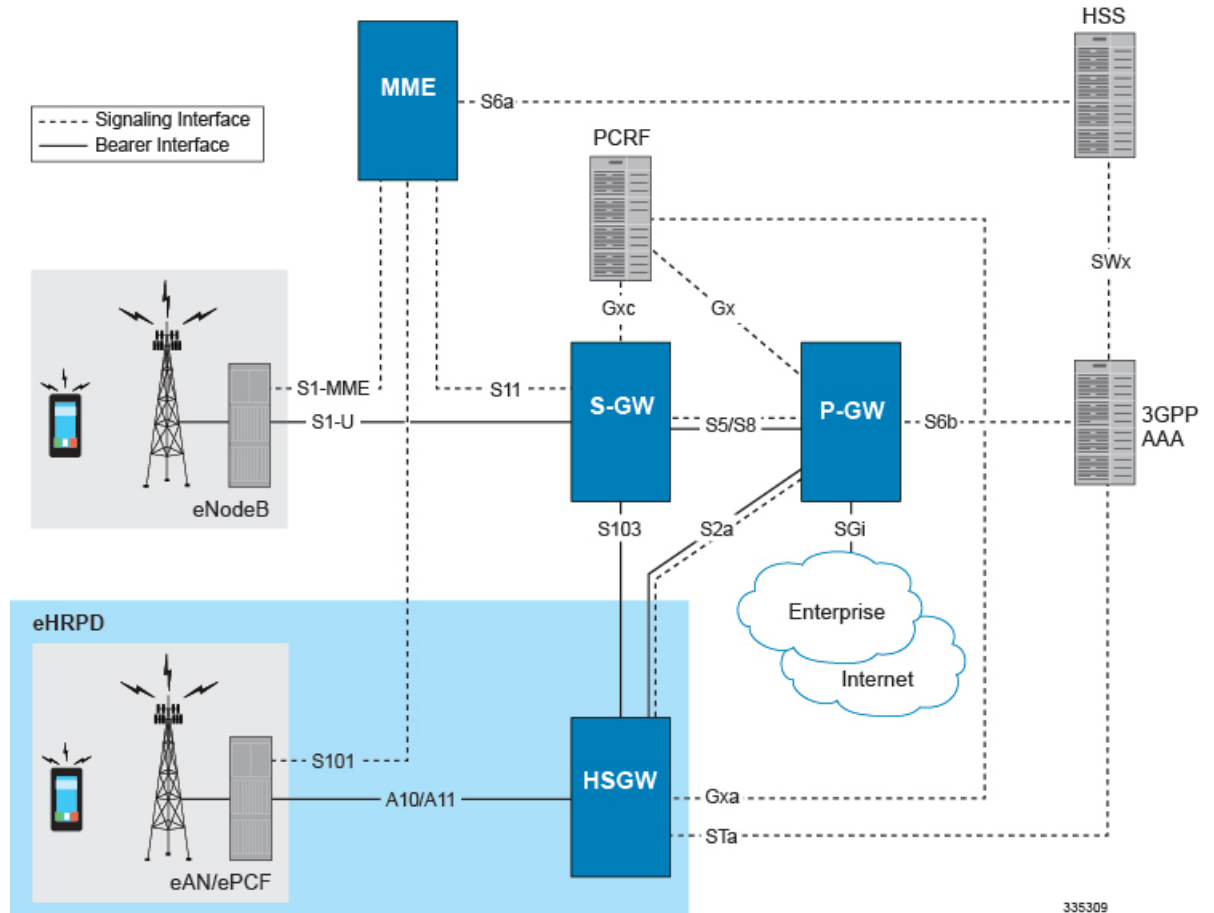 HSS
MME
S6a
Signaling Interface
Bearer Interface
PCRF
SWx
Gxc
Gx
S1-MME
S11
S-GW
P-GW
S1-U
S5/S8
S6b
3GPP
AAA
eNodeB
S103
S2a
SGi
Enterprise
eHRPD
Internet
S101
HSGW
A10/A11
Gxa
STa
eAN/ePCF
335309